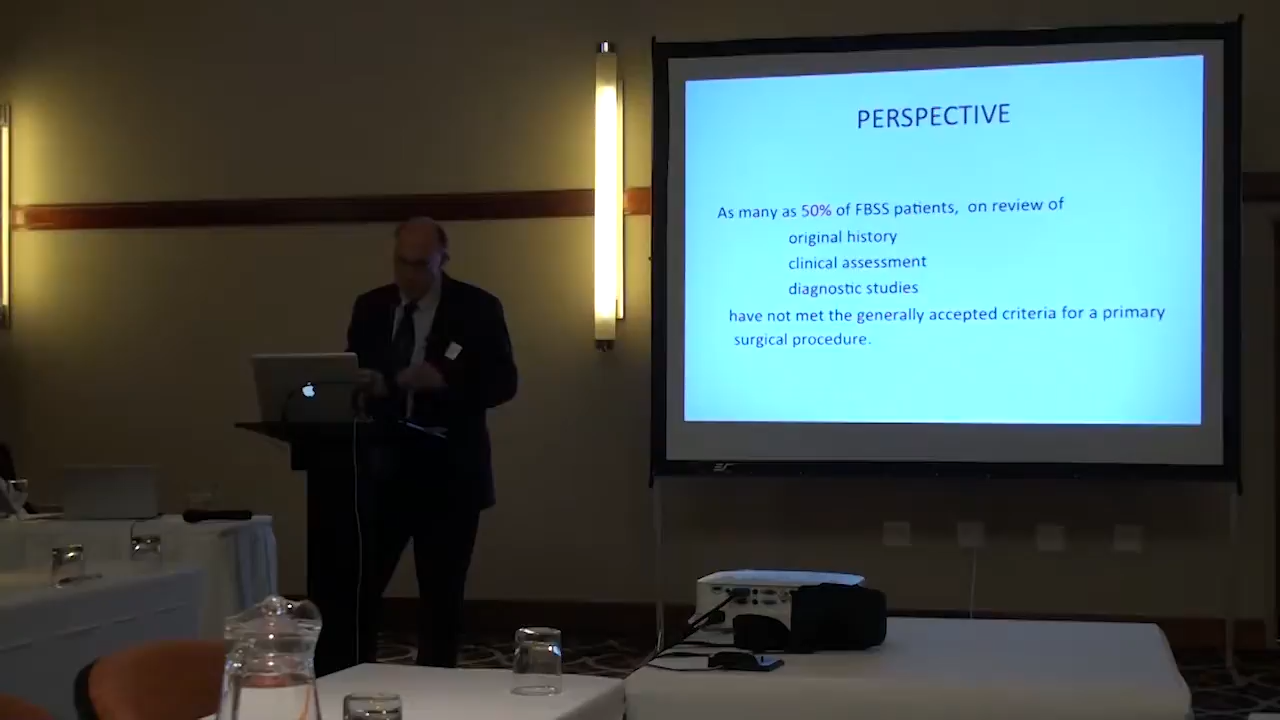 PERSPECTIVE
As many as 50% of FBSS patients, on review of
original history
clinical assessment
diagnostic studies
have not met the generally accepted criteria for a primary
surgical procedure.